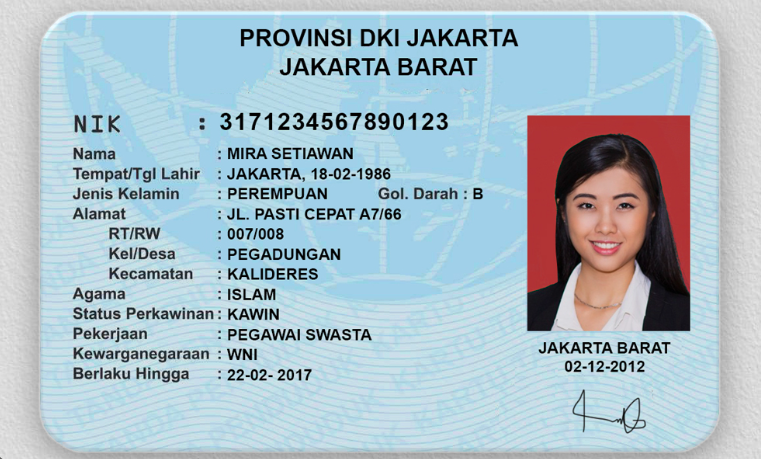 PROVINSI DKI JAKARTA
JAKARTA BARAT
NIK : 3171234567890123
Nama : MIRA SETIAWAN
Tempat/Tgl Lahir : JAKARTA, 18-02-1986
Jenis Kelamin : PEREMPUAN Gol. Darah : B
Alamat : JL. PASTI CEPAT A7/66
RT/RW : 007/008
Kel/Desa : PEGADUNGAN
Kecamatan : KALIDERES
Agama : ISLAM
Status Perkawinan : KAWIN
Pekerjaan : PEGAWAI SWASTA
Kewarganegaraan : WNI
Berlaku Hingga : 22-02- 2017
JAKARTA BARAT
02-12-2012